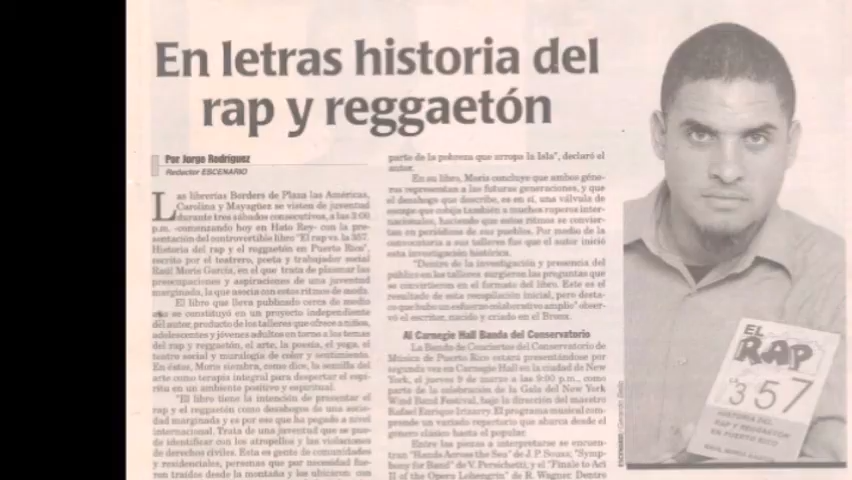 En letras historia del
rap y reggaetón
Por Jorge Rodríguez
Redactor ESCENARIO
Las librerías Borders de Plaza las Américas,
Carolina y Mayagüez se visten de juventud
durante tres sábados consecutivos, a las 3:00
p.m. -comenzando hoy en Hato Rey- con la pre-
sentación del controvertible libro "El rap vs. la 357.
Historia del rap y el reggaetón en Puerto Rico",
escrito por el teatrero, poeta y trabajador social
Raúl Moris García, en el que trata de plasmar las
preocupaciones y aspiraciones de una juventud
marginada, la que asocia con estos ritmos de moda.
El libro que lleva publicado cerca de medio
año se constituyó en un proyecto independiente
del autor, producto de los talleres que ofrece a niños,
adolescentes y jóvenes adultos en torno a los temas
del rap y reggaetón, el arte, la poesía, el yoga, el
teatro social y muralogía de color y sentimiento.
En éstos, Moris siembra, como dice, la semilla del
arte como terapia integral para despertar el espí-
ritu en un ambiente positivo y espiritual.
"El libro tiene la intención de presentar el
rap y el reggaetón como desahogos de una socie-
dad marginada y es por eso que ha pegado a nivel
internacional. Trata de una juventud que se pue-
de identificar con los atropellos y las violaciones
de derechos civiles. Esta es gente de comunidades
y residenciales, personas que por necesidad fue-
ron traídos desde la montaña y los ubicaron con
parte de la pobreza que arropa la Isla", declaró el
autor.
En su libro, Moris concluye que ambos géne-
ros representan a las futuras generaciones, y que
el desahogo que describe, es en sí, una válvula de
escape que cobija también a muchos raperos inter-
nacionales, haciendo que estos ritmos se convier-
tan en periódicos de sus pueblos. Por medio de la
convocatoria a sus talleres fue que el autor inició
esta investigación histórica.
"Dentro de la investigación y presencia del
público en los talleres surgieron las preguntas que
se convirtieron en el formato del libro. Este es el
resultado de esta recopilación inicial, pero desta-
co que hubo un esfuerzo colaborativo amplio" obser-
vó el escritor, nacido y criado en el Bronx.
Al Carnegie Hall Banda del Conservatorio
La Banda de Conciertos del Conservatorio de
Música de Puerto Rico estará presentándose por
segunda vez en Carnegie Hall en la ciudad de New
York, el jueves 9 de marzo a las 9:00 p.m., como
parte de la celebración de la Gala del New York
Wind Band Festival, bajo la dirección del maestro
Rafael Enrique Irizarry. El programa musical com-
prende un variado repertorio que abarca desde el
género clásico hasta el popular.
Entre las piezas a interpretarse se encuen-
tran "Hands Across the Sea" de J. P. Sousa; "Symp-
hony for Band" de V. Persichetti, y el "Finale to Act
II of the Opera Lohengrin" de R. Wagner. Dentro
EL
RAP
vs
LA
357
HISTORIA DEL
RAP Y REGGAETON
EN PUERTO RICO
ESCENARIO